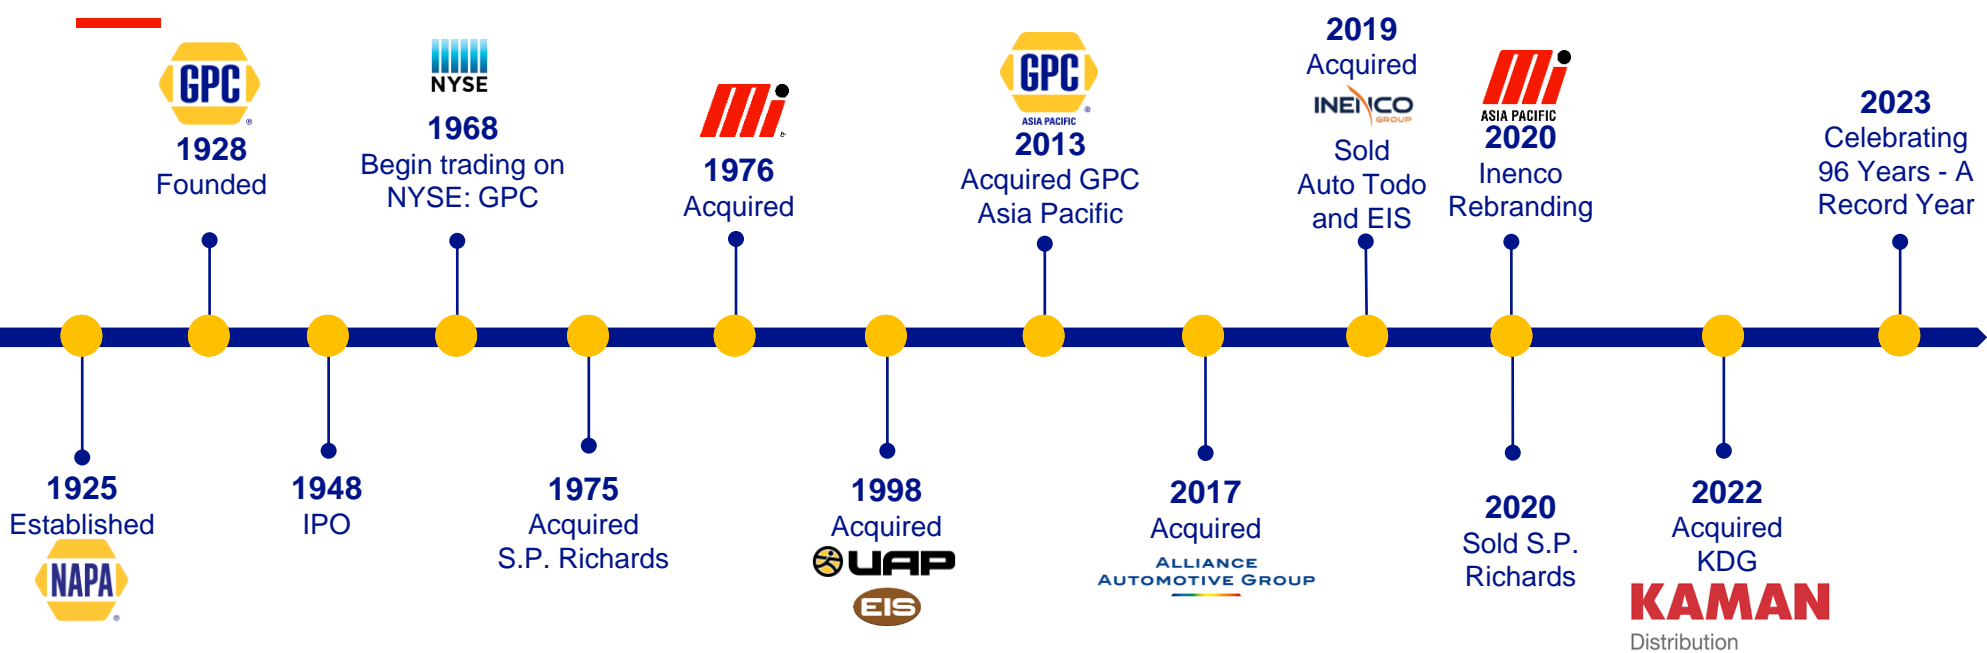 GPC
1928
Founded
NYSE
1968
Begin trading on
NYSE: GPC
Mi
1976
Acquired
GPC
ASIA PACIFIC
2013
Acquired GPC
Asia Pacific
2019
Acquired
INENCO
GROUP
Sold
Auto Todo
and EIS
Mi
ASIA PACIFIC
2020
Inenco
Rebranding
2023
Celebrating
96 Years - A
Record Year
1925
Established
NAPA
1948
IPO
1975
Acquired
S.P. Richards
1998
Acquired
UAP
EIS
2017
Acquired
ALLIANCE
AUTOMOTIVE GROUP
2020
Sold S.P.
Richards
2022
Acquired
KDG
KAMAN
Distribution